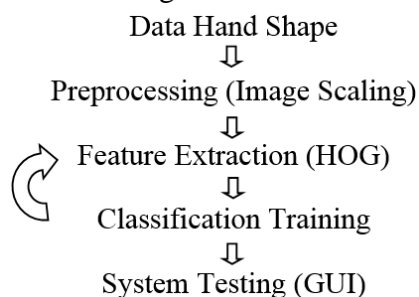 Data Hand Shape
Preprocessing (Image Scaling)
Feature Extraction (HOG)
Classification Training
System Testing (GUI)